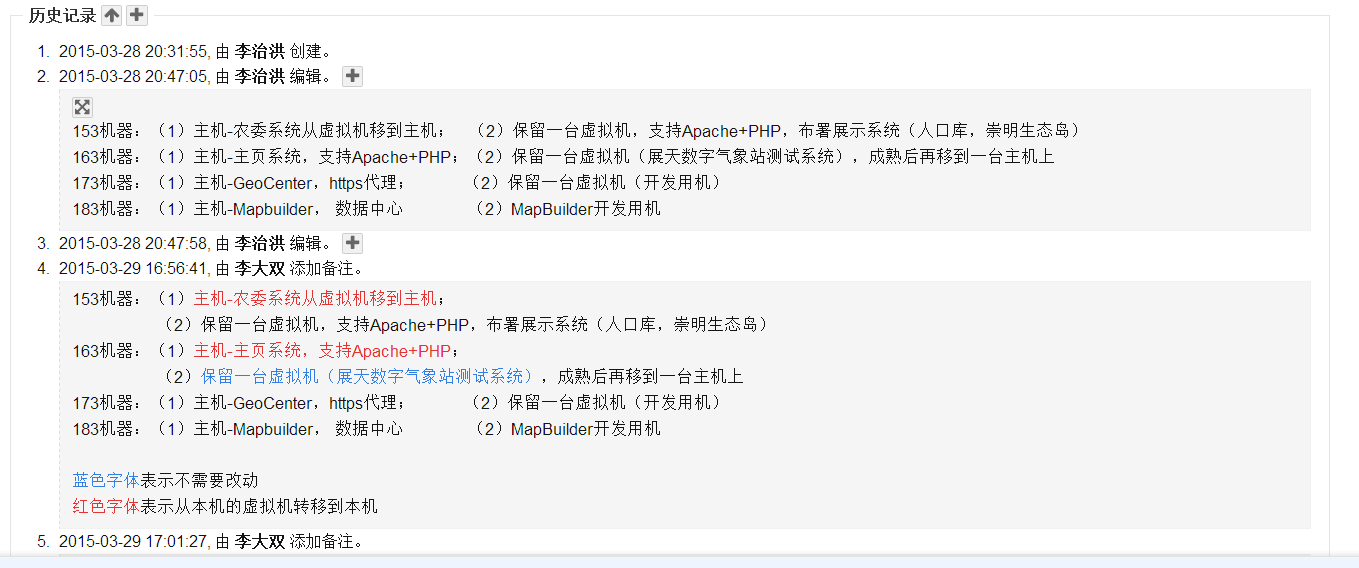 历史记录
1. 2015-03-28 20:31:55, 由 李治洪 创建。
2. 2015-03-28 20:47:05, 由 李治洪 编辑。
153机器：（1）主机-农委系统从虚拟机移到主机； （2）保留一台虚拟机，支持Apache+PHP，布署展示系统（人口库，崇明生态岛）
163机器：（1）主机-主页系统，支持Apache+PHP；（2）保留一台虚拟机（展天数字气象站测试系统），成熟后再移到一台主机上
173机器：（1）主机-GeoCenter，https代理； （2）保留一台虚拟机（开发用机）
183机器：（1）主机-Mapbuilder， 数据中心 （2）MapBuilder开发用机
3. 2015-03-28 20:47:58, 由 李治洪 编辑。
4. 2015-03-29 16:56:41, 由 李大双 添加备注。
153机器：（1）主机-农委系统从虚拟机移到主机；
（2）保留一台虚拟机，支持Apache+PHP，布署展示系统（人口库，崇明生态岛）
163机器：（1）主机-主页系统，支持Apache+PHP；
（2）保留一台虚拟机（展天数字气象站测试系统），成熟后再移到一台主机上
173机器：（1）主机-GeoCenter，https代理； （2）保留一台虚拟机（开发用机）
183机器：（1）主机-Mapbuilder， 数据中心 （2）MapBuilder开发用机
蓝色字体表示不需要改动
红色字体表示从本机的虚拟机转移到本机
5. 2015-03-29 17:01:27, 由 李大双 添加备注。